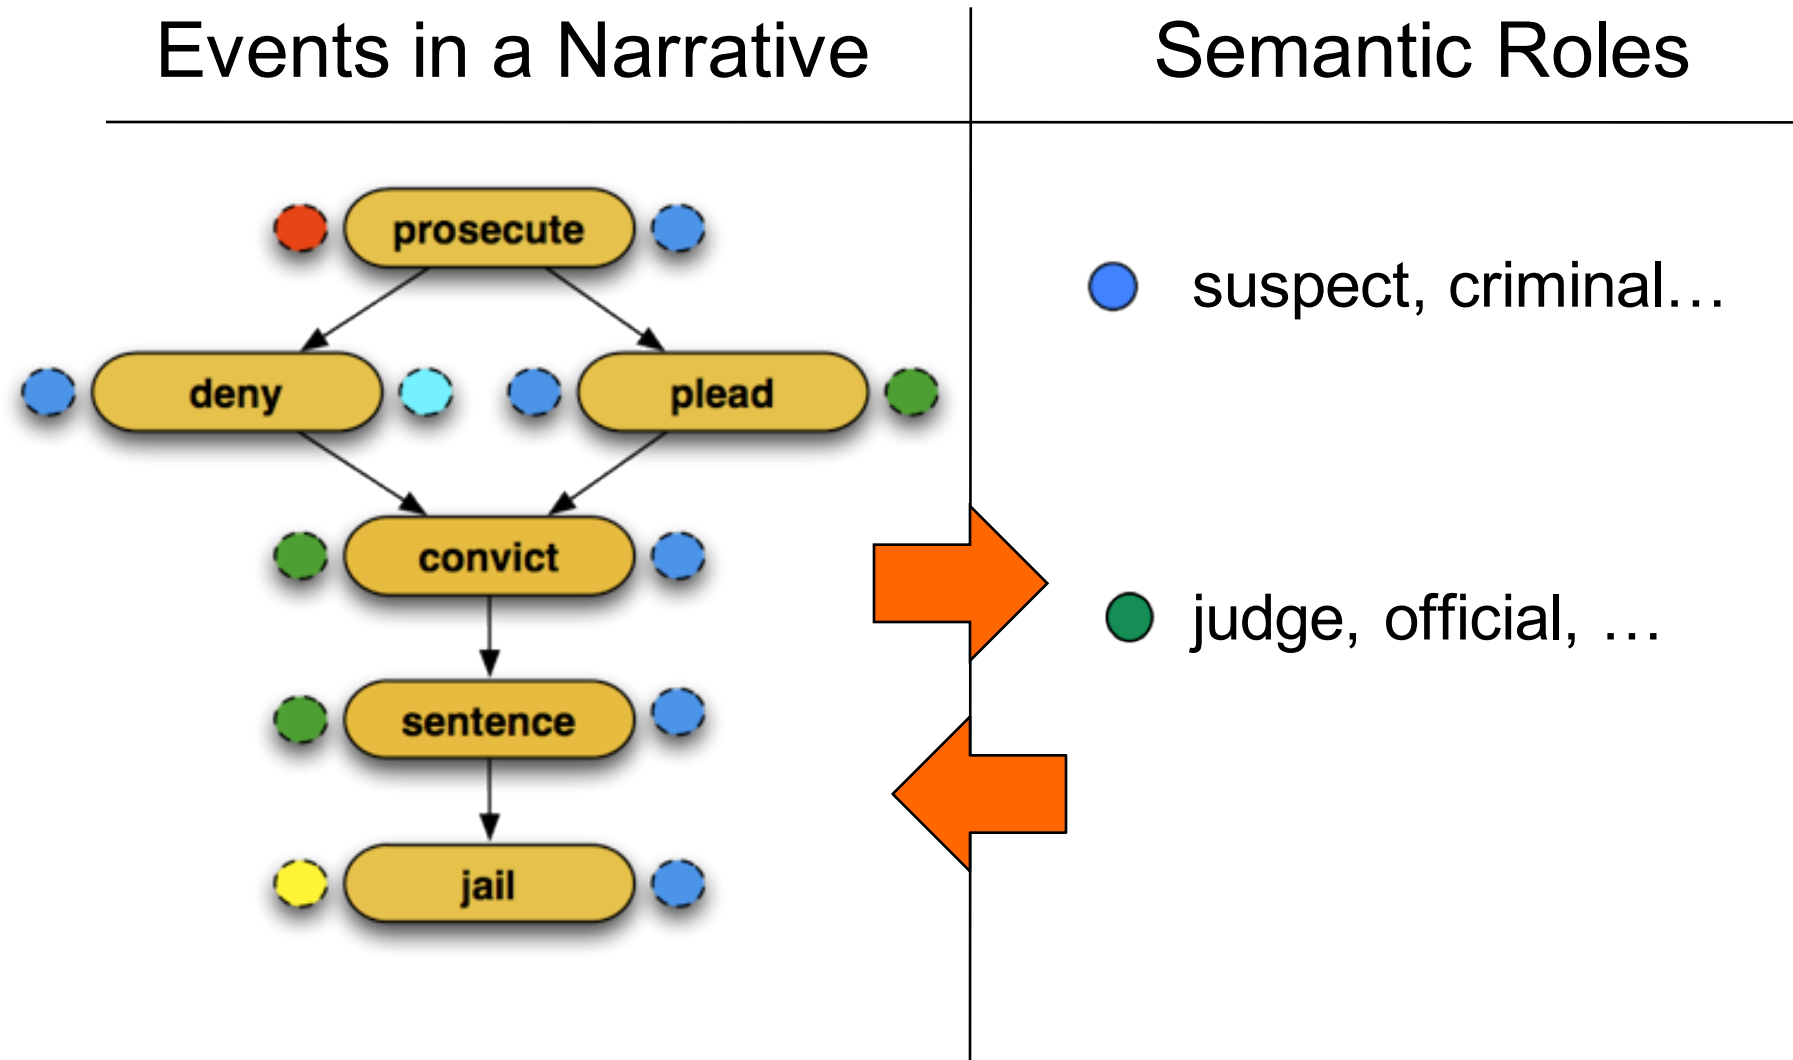 Events in a Narrative
Semantic Roles
prosecute
deny
plead
convict
sentence
jail
suspect, criminal…
judge, official, …